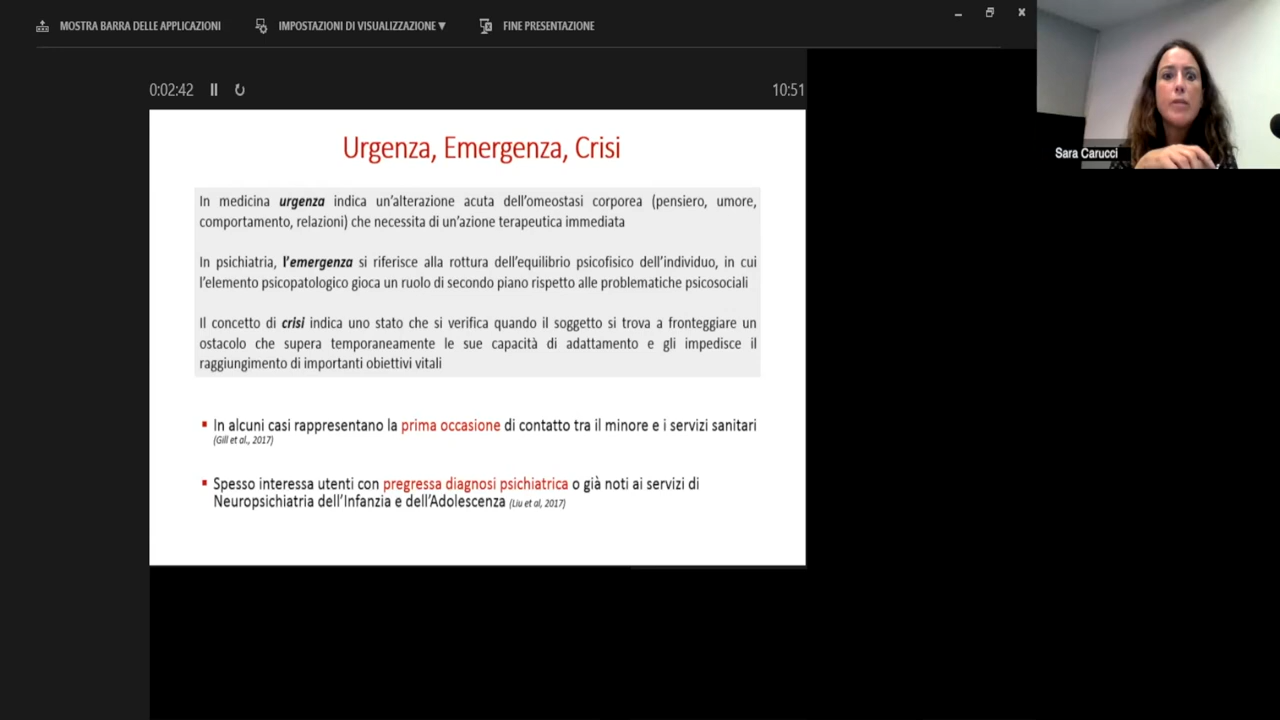 MOSTRA BARRA DELLE APPLICAZIONI
IMPOSTAZIONI DI VISUALIZZAZIONE ▼
FINE PRESENTAZIONE
Sara Carucci
0:02:42
10:51
Urgenza, Emergenza, Crisi
In medicina urgenza indica un'alterazione acuta dell'omeostasi corporea (pensiero, umore,
comportamento, relazioni) che necessita di un'azione terapeutica immediata
In psichiatria, l'emergenza si riferisce alla rottura dell'equilibrio psicofisico dell'individuo, in cui
l'elemento psicopatologico gioca un ruolo di secondo piano rispetto alle problematiche psicosociali
Il concetto di crisi indica uno stato che si verifica quando il soggetto si trova a fronteggiare un
ostacolo che supera temporaneamente le sue capacità di adattamento e gli impedisce il
raggiungimento di importanti obiettivi vitali
▪ In alcuni casi rappresentano la prima occasione di contatto tra il minore e i servizi sanitari
(Gill et al., 2017)
▪ Spesso interessa utenti con pregressa diagnosi psichiatrica o già noti ai servizi di
Neuropsichiatria dell'Infanzia e dell'Adolescenza (Liu et al, 2017)